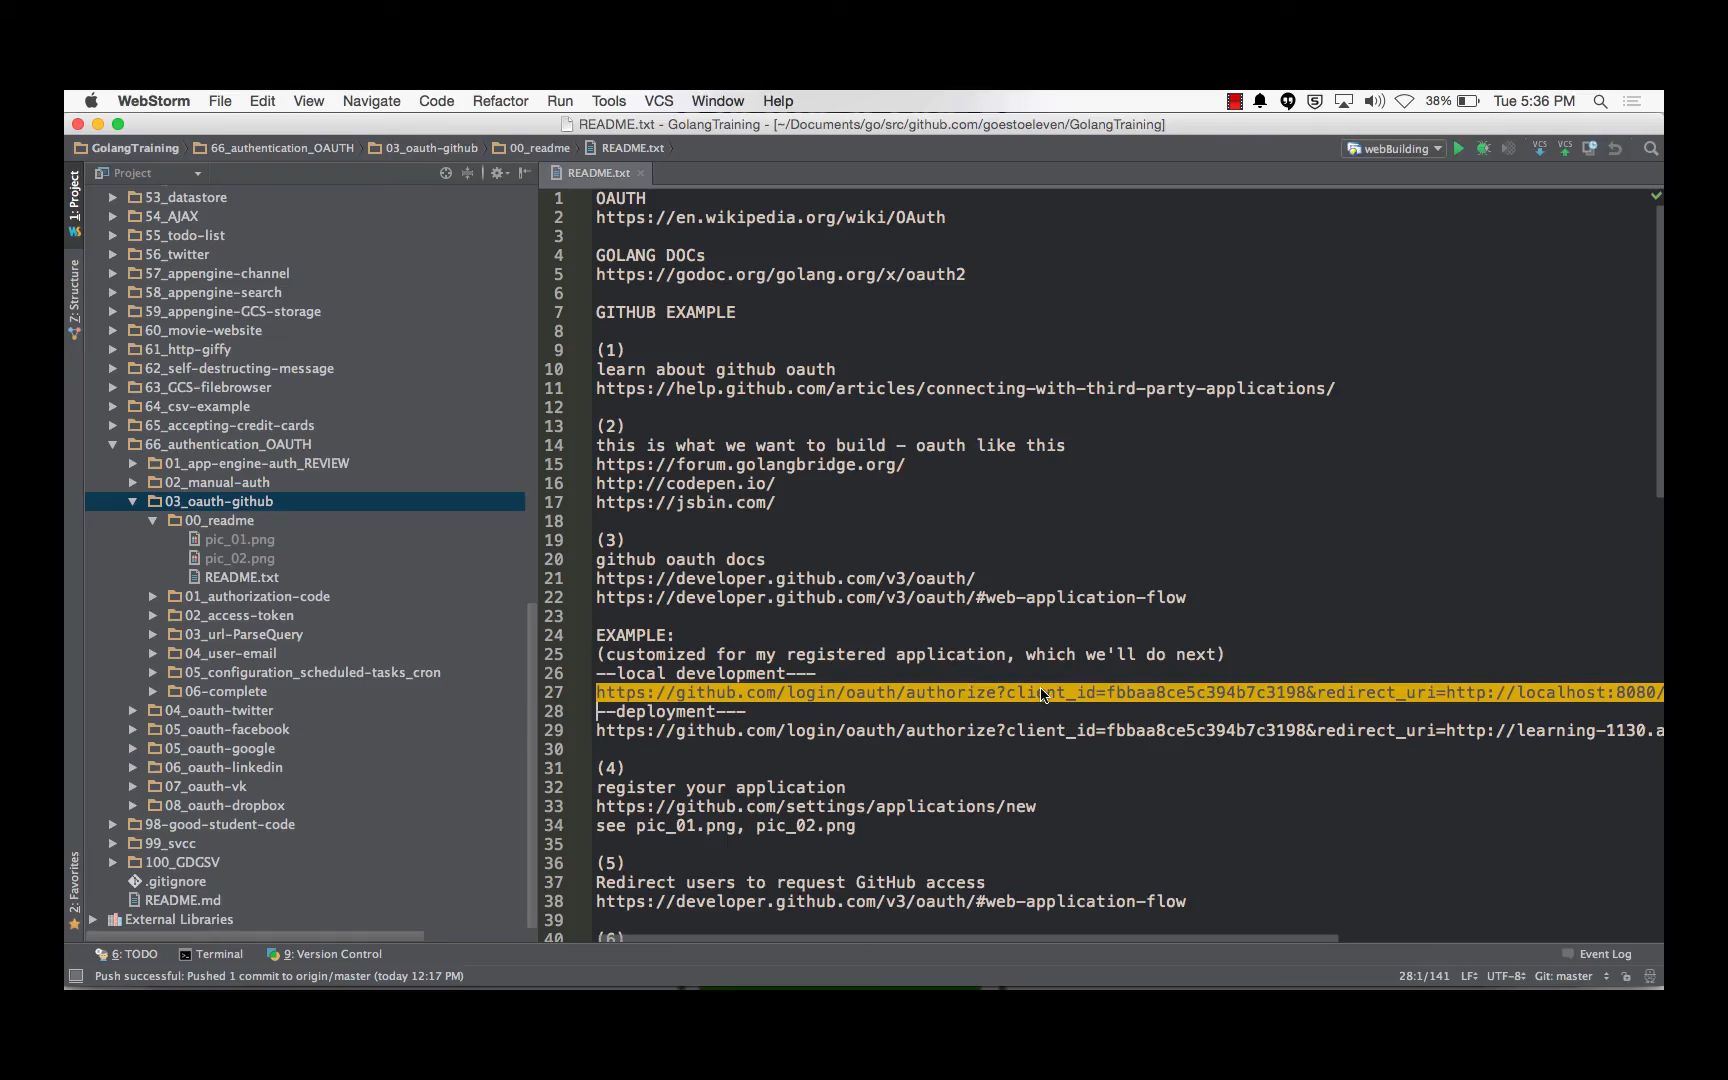 WebStorm File Edit View Navigate Code Refactor Run Tools VCS Window Help 38% Tue 5:36 PM
README.txt - GolangTraining - [~/Documents/go/src/github.com/goestoeleven/GolangTraining]
GolangTraining 66_authentication_OAUTH 03_oauth-github 00_readme README.txt webBuilding VCS VCS
1: Project
Z: Structure
2: Favorites
Project
53_datastore
54_AJAX
55_todo-list
56_twitter
57_appengine-channel
58_appengine-search
59_appengine-GCS-storage
60_movie-website
61_http-giffy
62_self-destructing-message
63_GCS-filebrowser
64_csv-example
65_accepting-credit-cards
66_authentication_OAUTH
01_app-engine-auth_REVIEW
02_manual-auth
03_oauth-github
00_readme
pic_01.png
pic_02.png
README.txt
01_authorization-code
02_access-token
03_url-ParseQuery
04_user-email
05_configuration_scheduled-tasks_cron
06-complete
04_oauth-twitter
05_oauth-facebook
05_oauth-google
06_oauth-linkedin
07_oauth-vk
08_oauth-dropbox
98-good-student-code
99_svcc
100_GDGSV
.gitignore
README.md
External Libraries
README.txt
1 OAUTH
2 https://en.wikipedia.org/wiki/OAuth
3
4 GOLANG DOCs
5 https://godoc.org/golang.org/x/oauth2
6
7 GITHUB EXAMPLE
8
9 (1)
10 learn about github oauth
11 https://help.github.com/articles/connecting-with-third-party-applications/
12
13 (2)
14 this is what we want to build - oauth like this
15 https://forum.golangbridge.org/
16 http://codepen.io/
17 https://jsbin.com/
18
19 (3)
20 github oauth docs
21 https://developer.github.com/v3/oauth/
22 https://developer.github.com/v3/oauth/#web-application-flow
23
24 EXAMPLE:
25 (customized for my registered application, which we'll do next)
26 --local development---
27 https://github.com/login/oauth/authorize?client_id=fbbaa8ce5c394b7c3198&redirect_uri=http://localhost:8080/
28 --deployment---
29 https://github.com/login/oauth/authorize?client_id=fbbaa8ce5c394b7c3198&redirect_uri=http://learning-1130.a
30
31 (4)
32 register your application
33 https://github.com/settings/applications/new
34 see pic_01.png, pic_02.png
35
36 (5)
37 Redirect users to request GitHub access
38 https://developer.github.com/v3/oauth/#web-application-flow
39
40 (6)
6: TODO Terminal 9: Version Control Event Log
Push successful: Pushed 1 commit to origin/master (today 12:17 PM) 28:1/141 LF UTF-8 Git: master